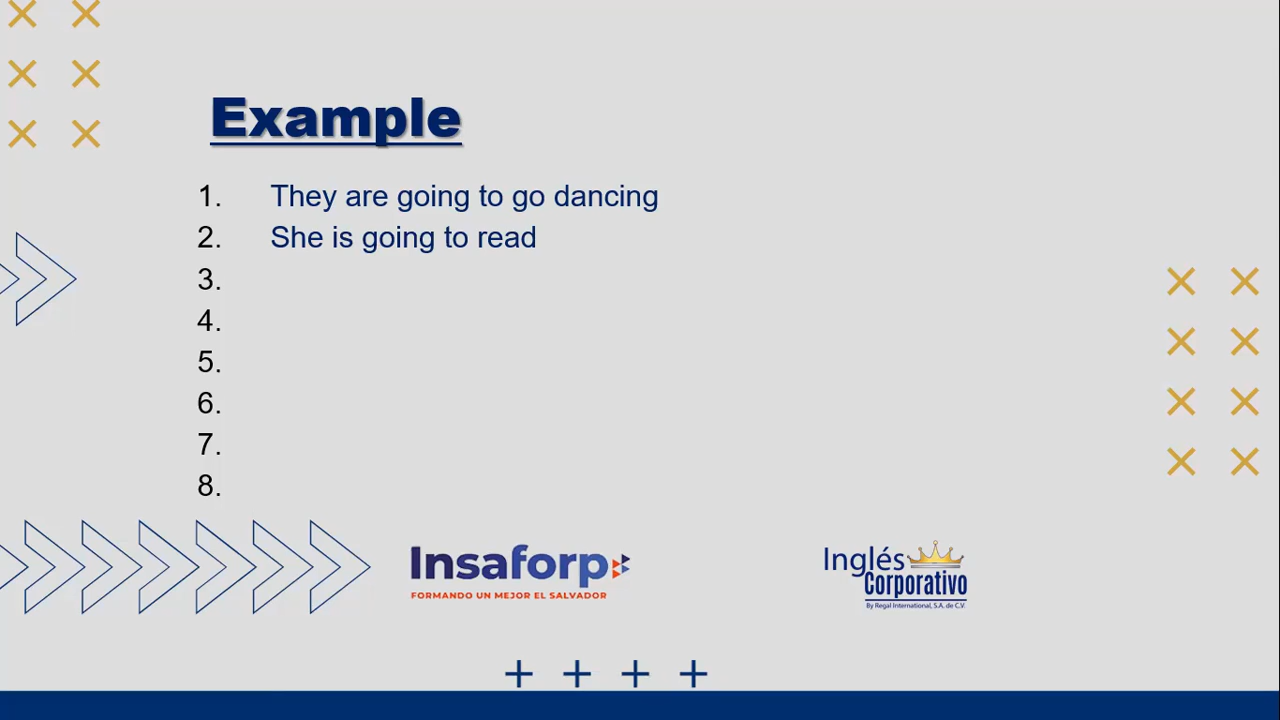 Example
1. They are going to go dancing
2. She is going to read
3.
4.
5.
6.
7.
8.
Insaforp
FORMANDO UN MEJOR EL SALVADOR
Inglés
Corporativo
By Regal International, S.A. de C.V.